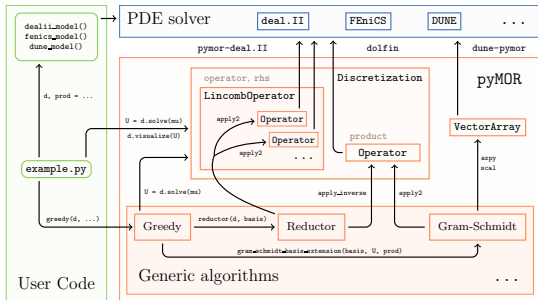 dealii_model()
fenics_model()
dune_model()
PDE solver
deal.II
FEniCS
DUNE
...
pymor-deal.II
dolfin
dune-pymor
d, prod = ...
operator, rhs
Discretization
pyMOR
LincombOperator
U = d.solve(mu)
d.visualize(U)
apply2
Operator
Operator
apply2
...
product
Operator
VectorArray
example.py
axpy
scal
U = d.solve(mu)
apply_inverse
apply2
greedy(d, ...)
Greedy
reductor(d, basis)
Reductor
Gram-Schmidt
gram_schmidt_basis_extension(basis, U, prod)
User Code
Generic algorithms
...